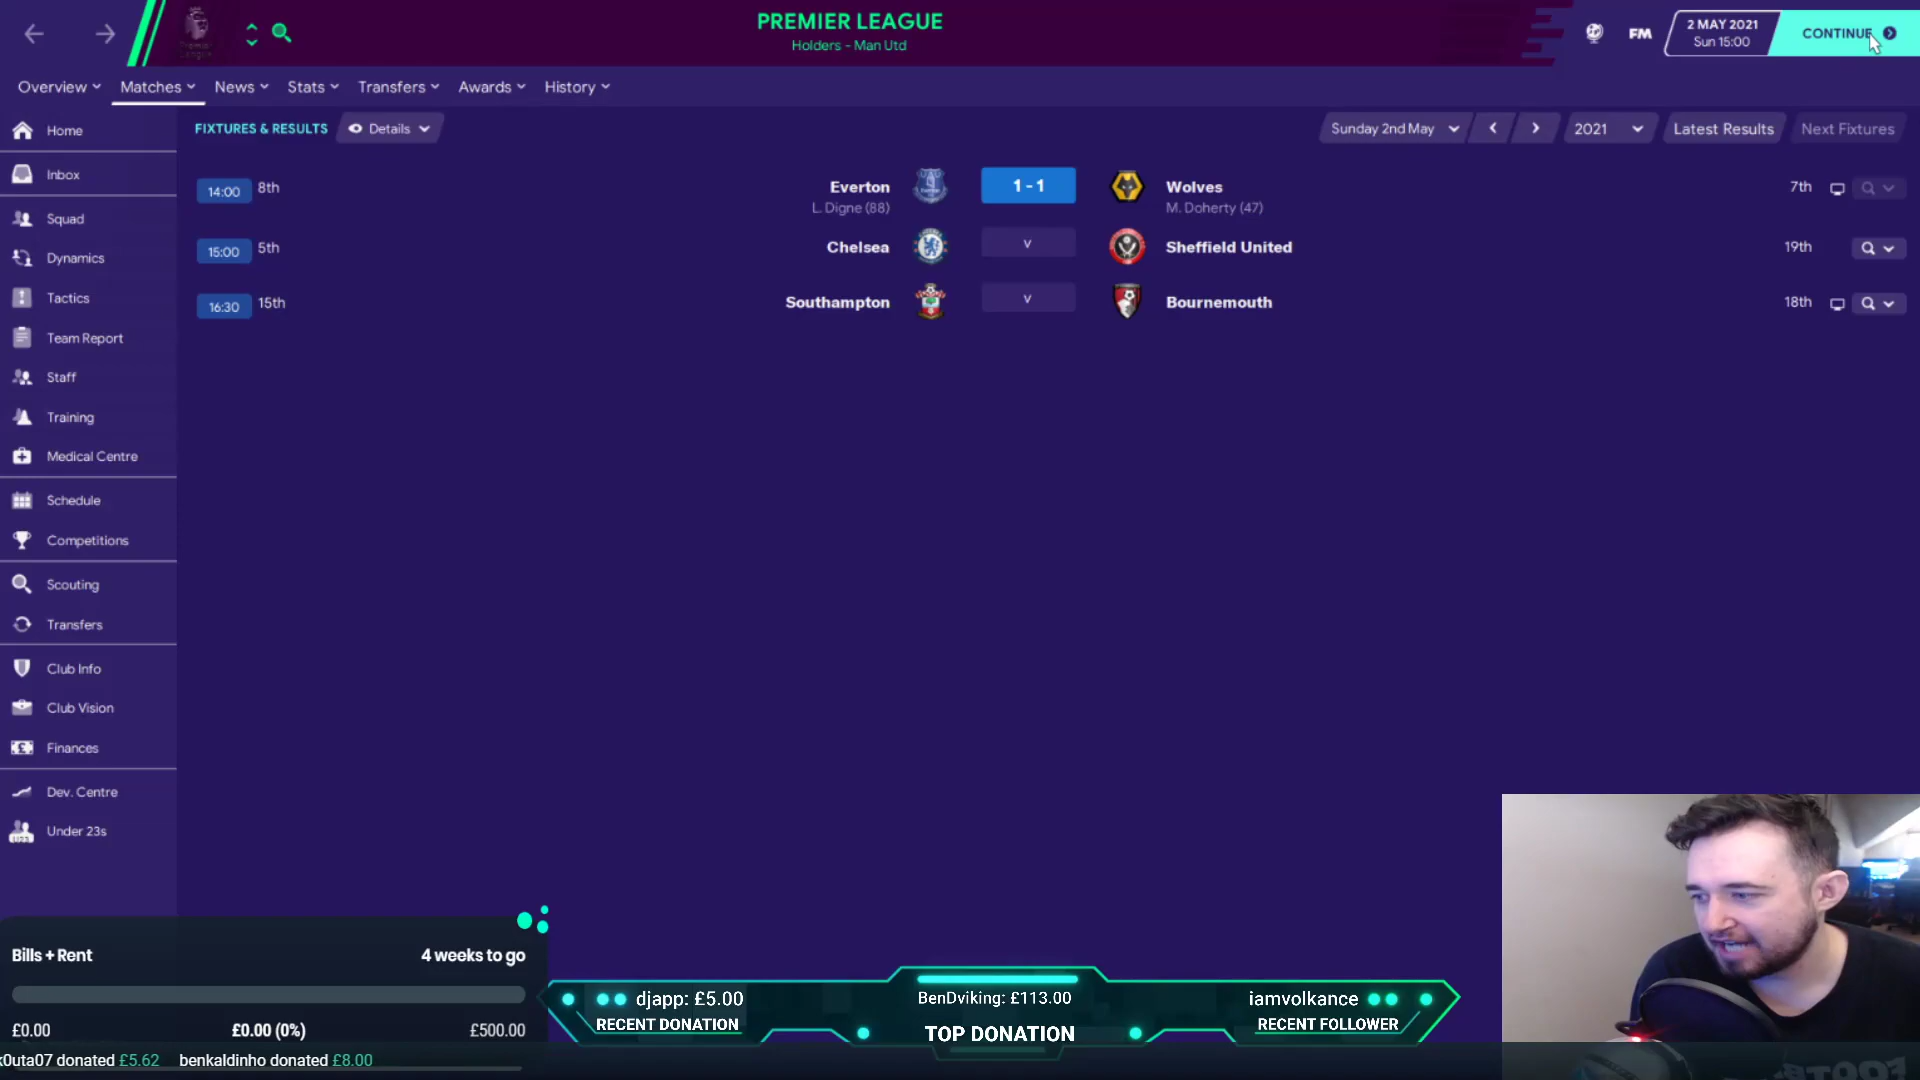 PREMIER LEAGUE
Holders - Man Utd
FM
2 MAY 2021
Sun 15:00
CONTINUE
Overview
Matches
News
Stats
Transfers
Awards
History
FIXTURES & RESULTS
Details
Sunday 2nd May
2021
Latest Results
Next Fixtures
Home
Inbox
Squad
Dynamics
Tactics
Team Report
Staff
Training
Medical Centre
Schedule
Competitions
Scouting
Transfers
Club Info
Club Vision
Finances
Dev. Centre
Under 23s
14:00 8th Everton 1 - 1 Wolves 7th
L. Digne (88) M. Doherty (47)
15:00 5th Chelsea v Sheffield United 19th
16:30 15th Southampton v Bournemouth 18th
Bills + Rent 4 weeks to go
£0.00 £0.00 (0%) £500.00
k0uta07 donated £5.62 benkaldinho donated £8.00
djapp: £5.00
RECENT DONATION
BenDviking: £113.00
TOP DONATION
iamvolkance
RECENT FOLLOWER